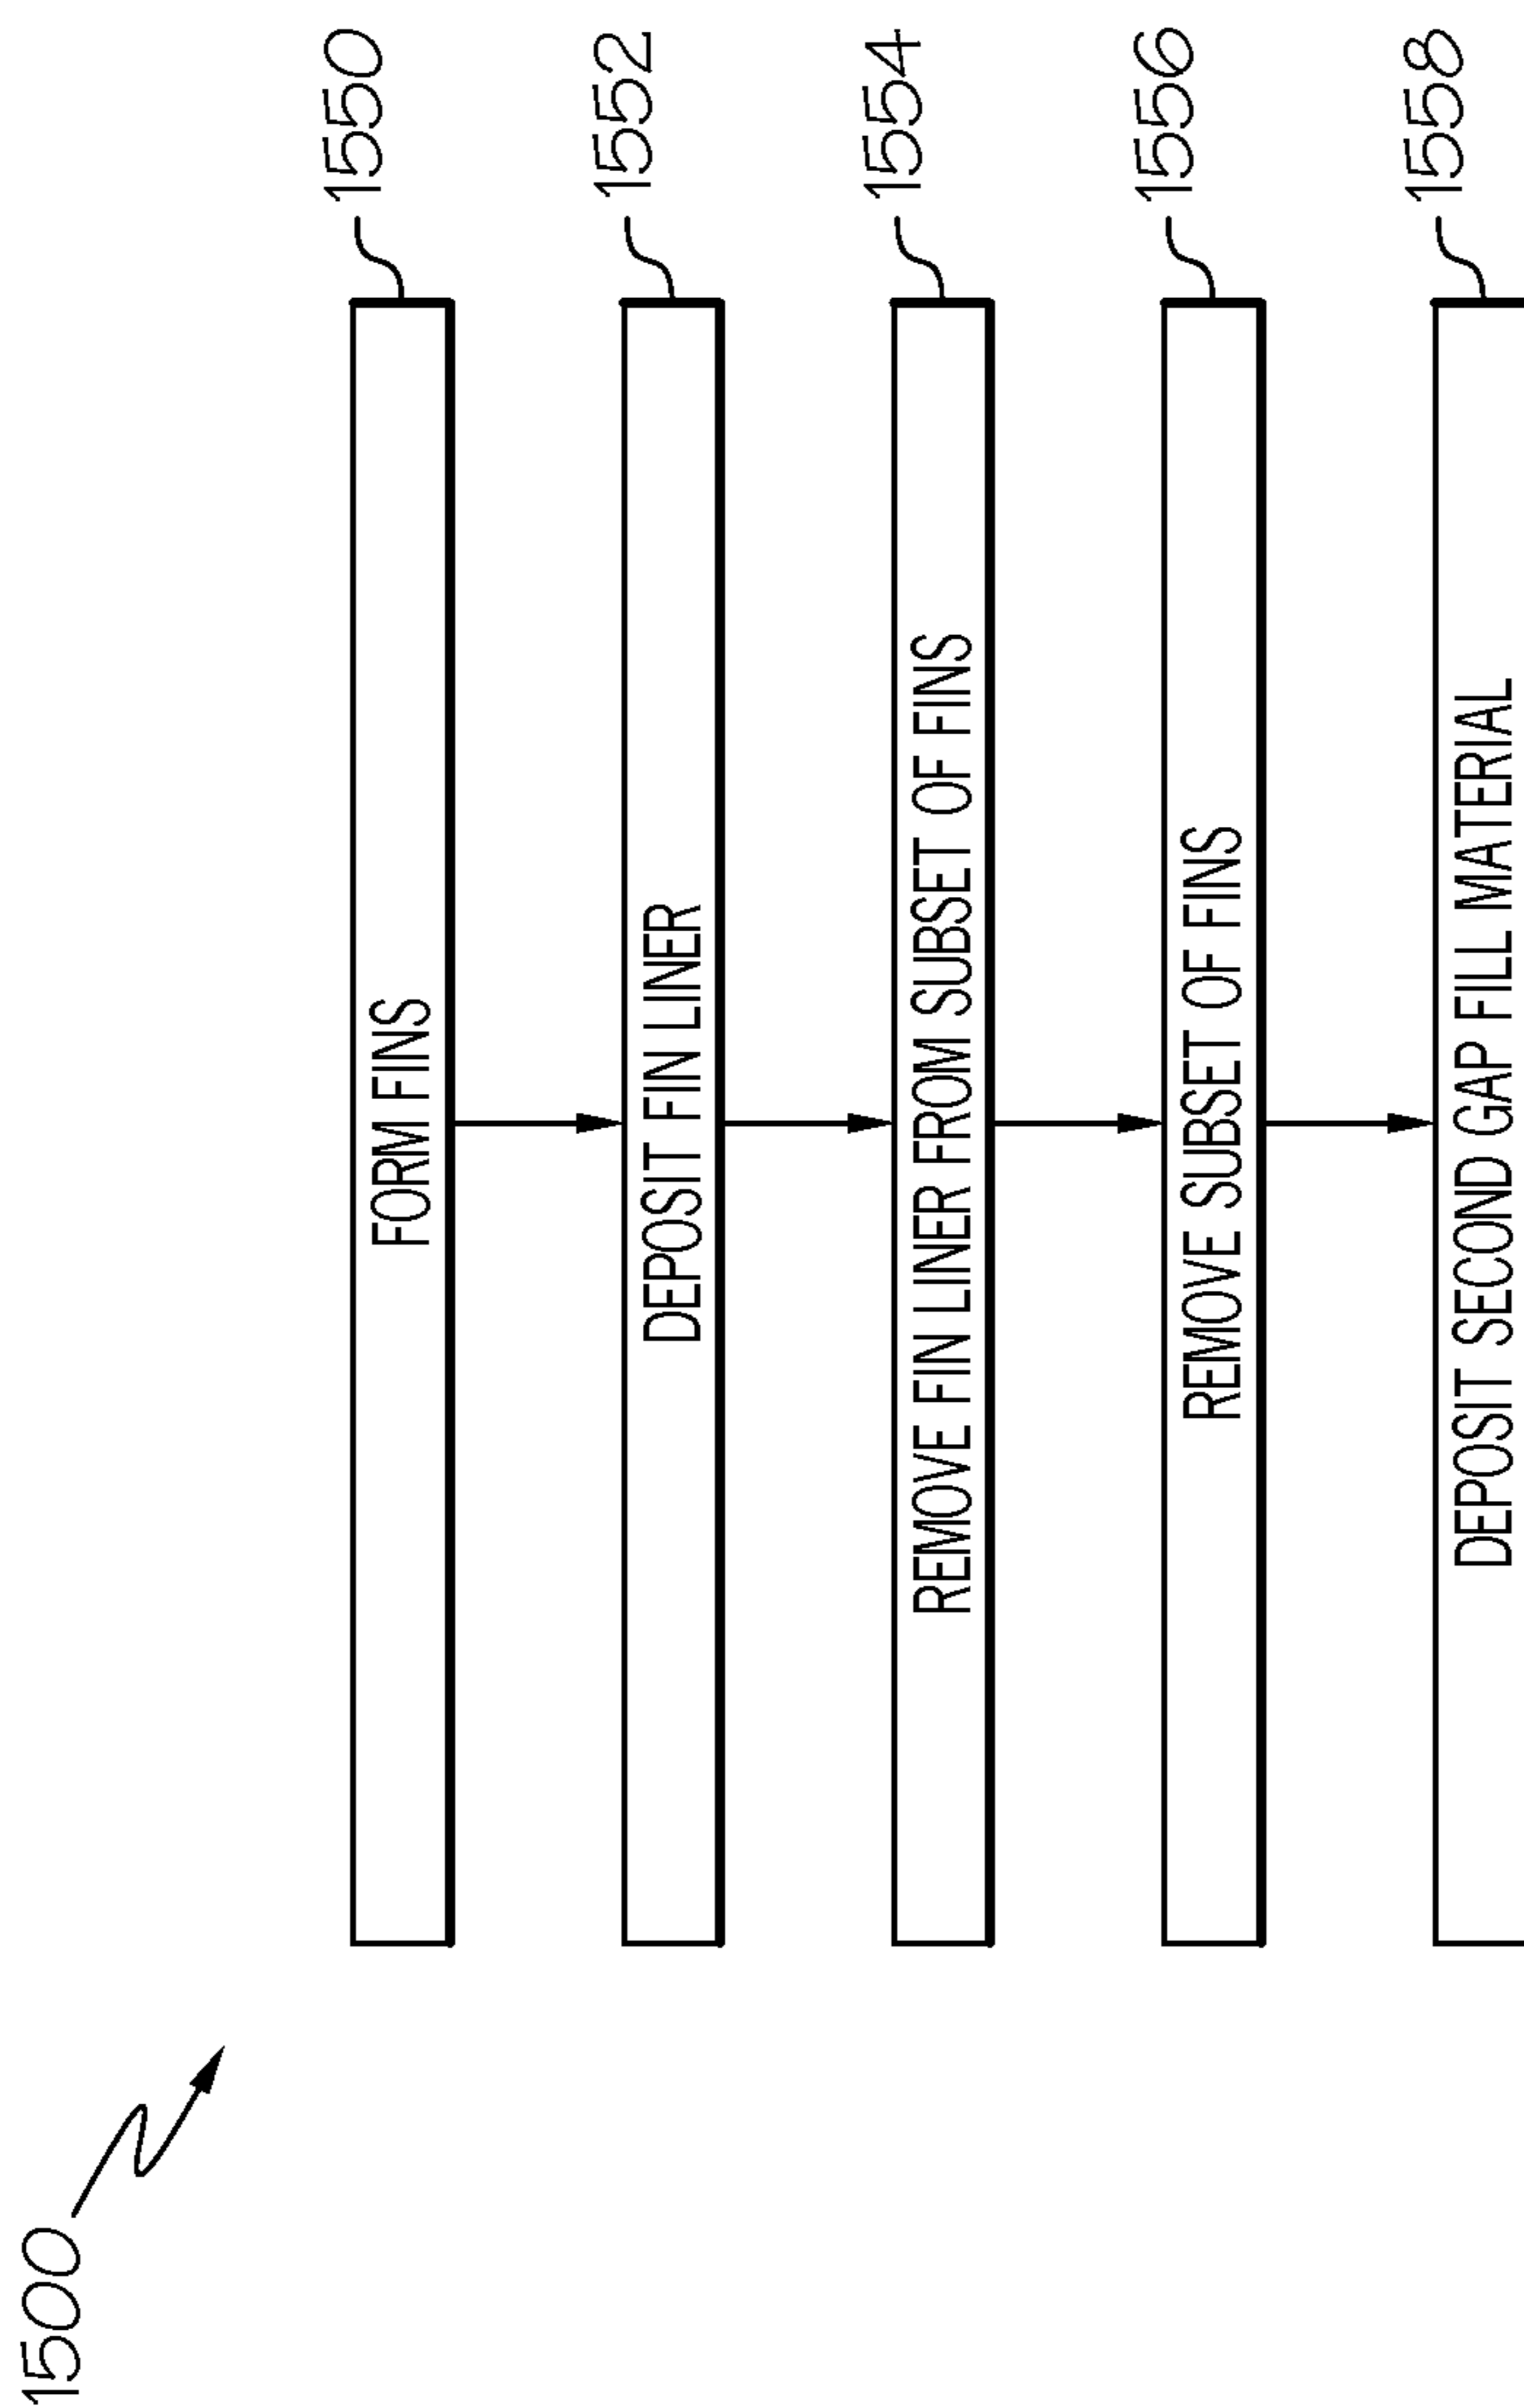 1500
FORM FINS
1550
DEPOSIT FIN LINER
1552
REMOVE FIN LINER FROM SUBSET OF FINS
1554
REMOVE SUBSET OF FINS
1556
DEPOSIT SECOND GAP FILL MATERIAL
1558